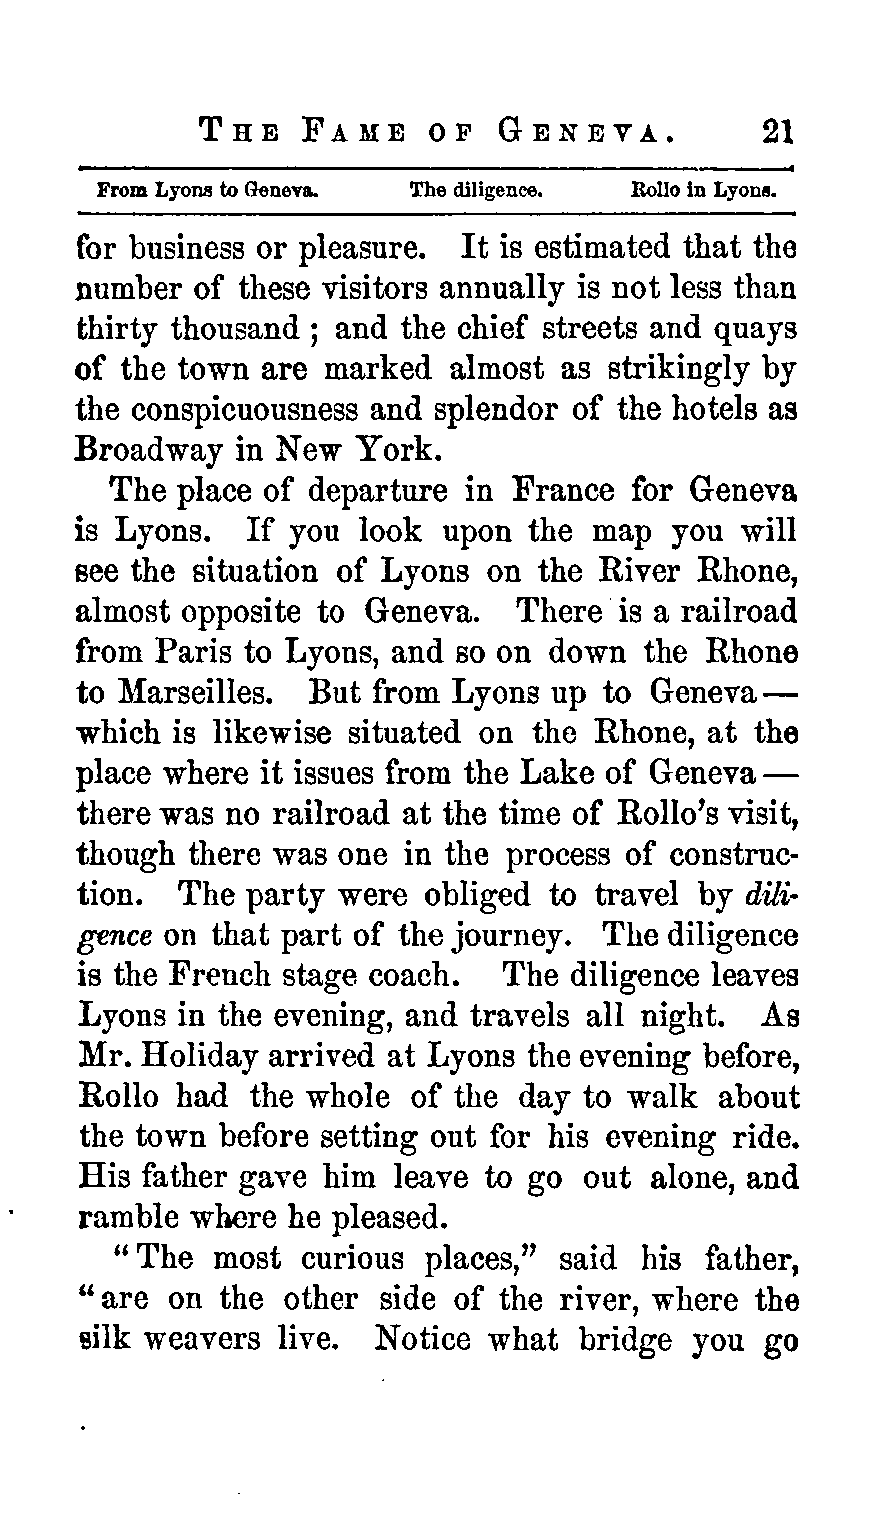 THE FAME OF GENEVA. 21
From Lyons to Geneva. The diligence. Rollo in Lyons.
for business or pleasure. It is estimated that the
number of these visitors annually is not less than
thirty thousand ; and the chief streets and quays
of the town are marked almost as strikingly by
the conspicuousness and splendor of the hotels as
Broadway in New York.
The place of departure in France for Geneva
is Lyons. If you look upon the map you will
see the situation of Lyons on the River Rhone,
almost opposite to Geneva. There is a railroad
from Paris to Lyons, and so on down the Rhone
to Marseilles. But from Lyons up to Geneva —
which is likewise situated on the Rhone, at the
place where it issues from the Lake of Geneva —
there was no railroad at the time of Rollo's visit,
though there was one in the process of construc-
tion. The party were obliged to travel by dili-
gence on that part of the journey. The diligence
is the French stage coach. The diligence leaves
Lyons in the evening, and travels all night. As
Mr. Holiday arrived at Lyons the evening before,
Rollo had the whole of the day to walk about
the town before setting out for his evening ride.
His father gave him leave to go out alone, and
ramble where he pleased.
“The most curious places,” said his father,
“are on the other side of the river, where the
silk weavers live. Notice what bridge you go